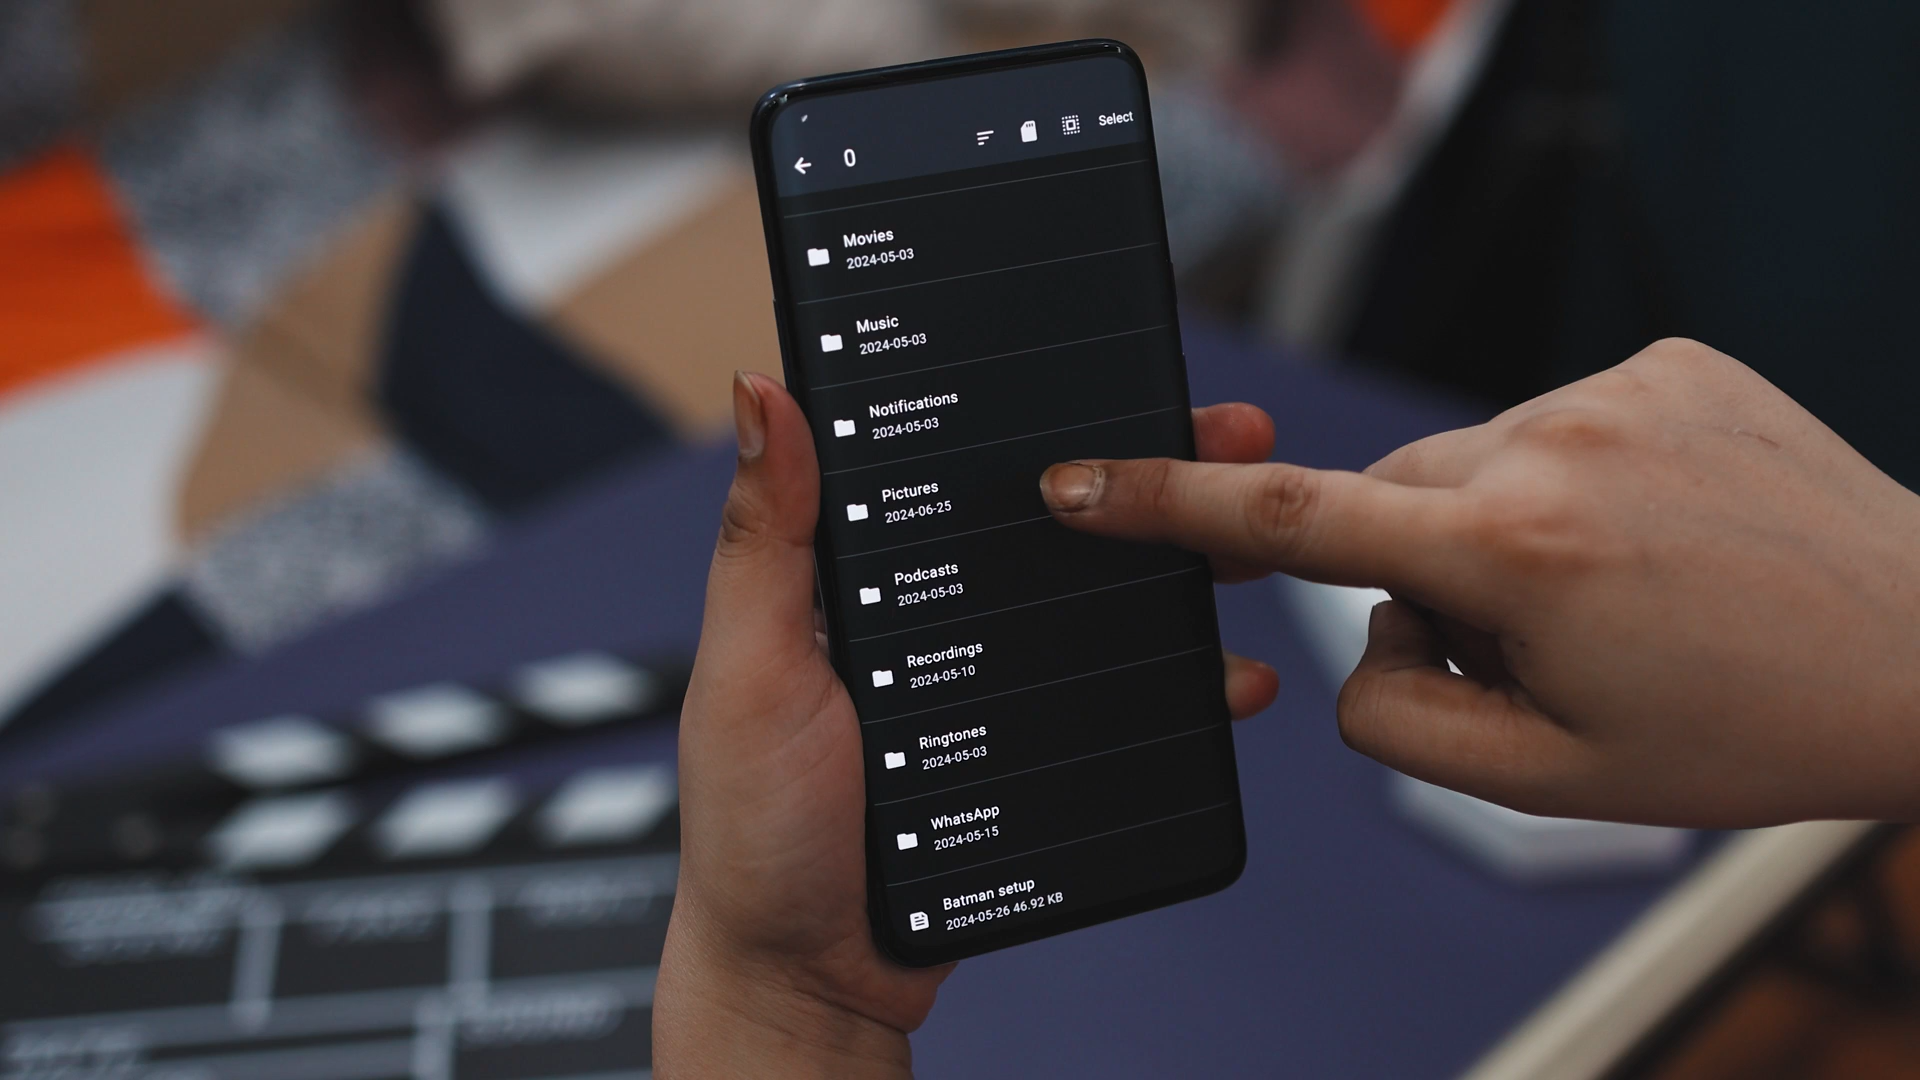 0
Select
Movies
2024-05-03
Music
2024-05-03
Notifications
2024-05-03
Pictures
2024-06-25
Podcasts
2024-05-03
Recordings
2024-05-10
Ringtones
2024-05-03
WhatsApp
2024-05-15
Batman setup
2024-05-26 46.92 KB